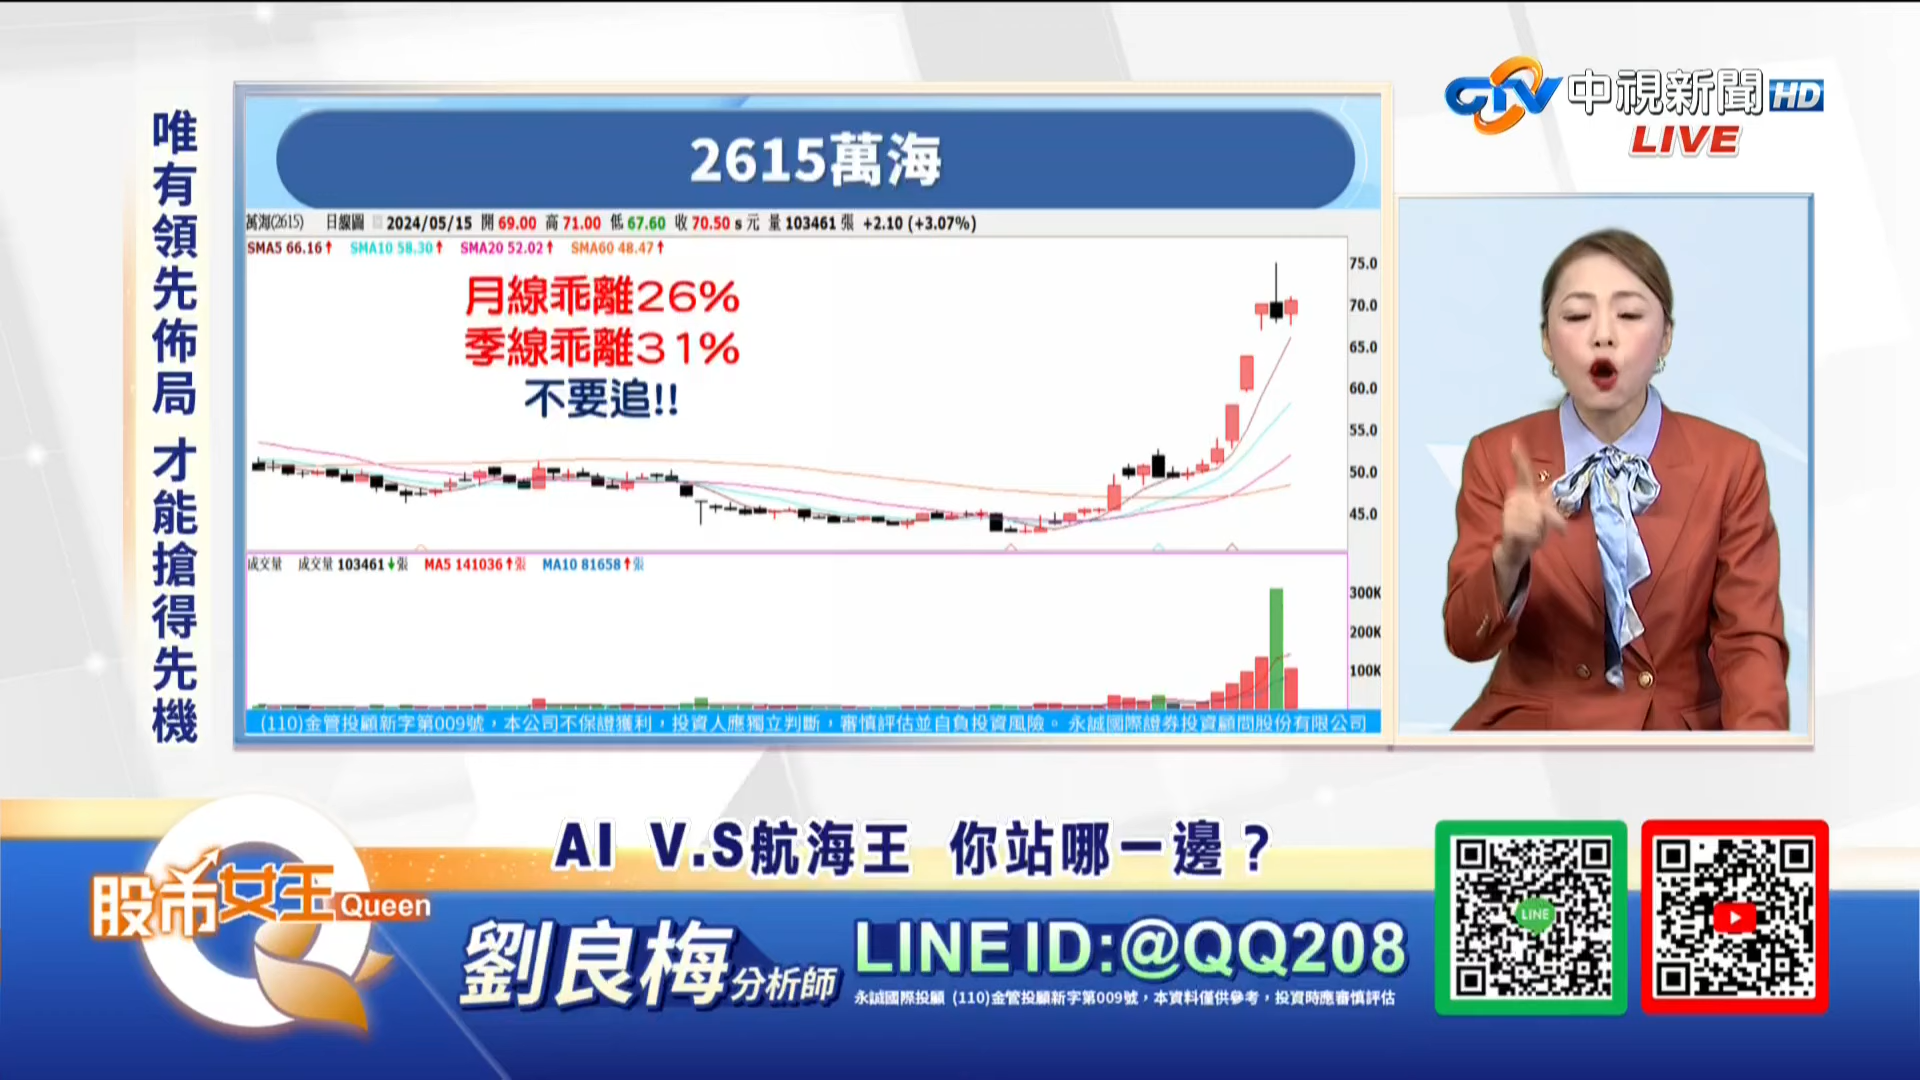 唯有領先佈局 才能搶得先機
2615萬海
萬海(2615) 日線圖 2024/05/15 開 69.00 高 71.00 低 67.60 收 70.50 s 元 量 103461 張 +2.10 (+3.07%)
SMA5 66.16↑ SMA10 58.30↑ SMA20 52.02↑ SMA60 48.47↑
月線乖離26%
季線乖離31%
不要追!!
75.0
70.0
65.0
60.0
55.0
50.0
45.0
成交量 成交量 103461↓張 MA5 141036↑張 MA10 81658↑張
300K
200K
100K
(110)金管投顧新字第009號，本公司不保證獲利，投資人應獨立判斷，審慎評估並自負投資風險。 永誠國際證券投資顧問股份有限公司
CTV 中視新聞 HD
LIVE
AI V.S航海王 你站哪一邊？
股市女王 Queen
劉良梅 分析師
LINE ID:@QQ208
永誠國際投顧 (110)金管投顧新字第009號，本資料僅供參考，投資時應審慎評估
LINE